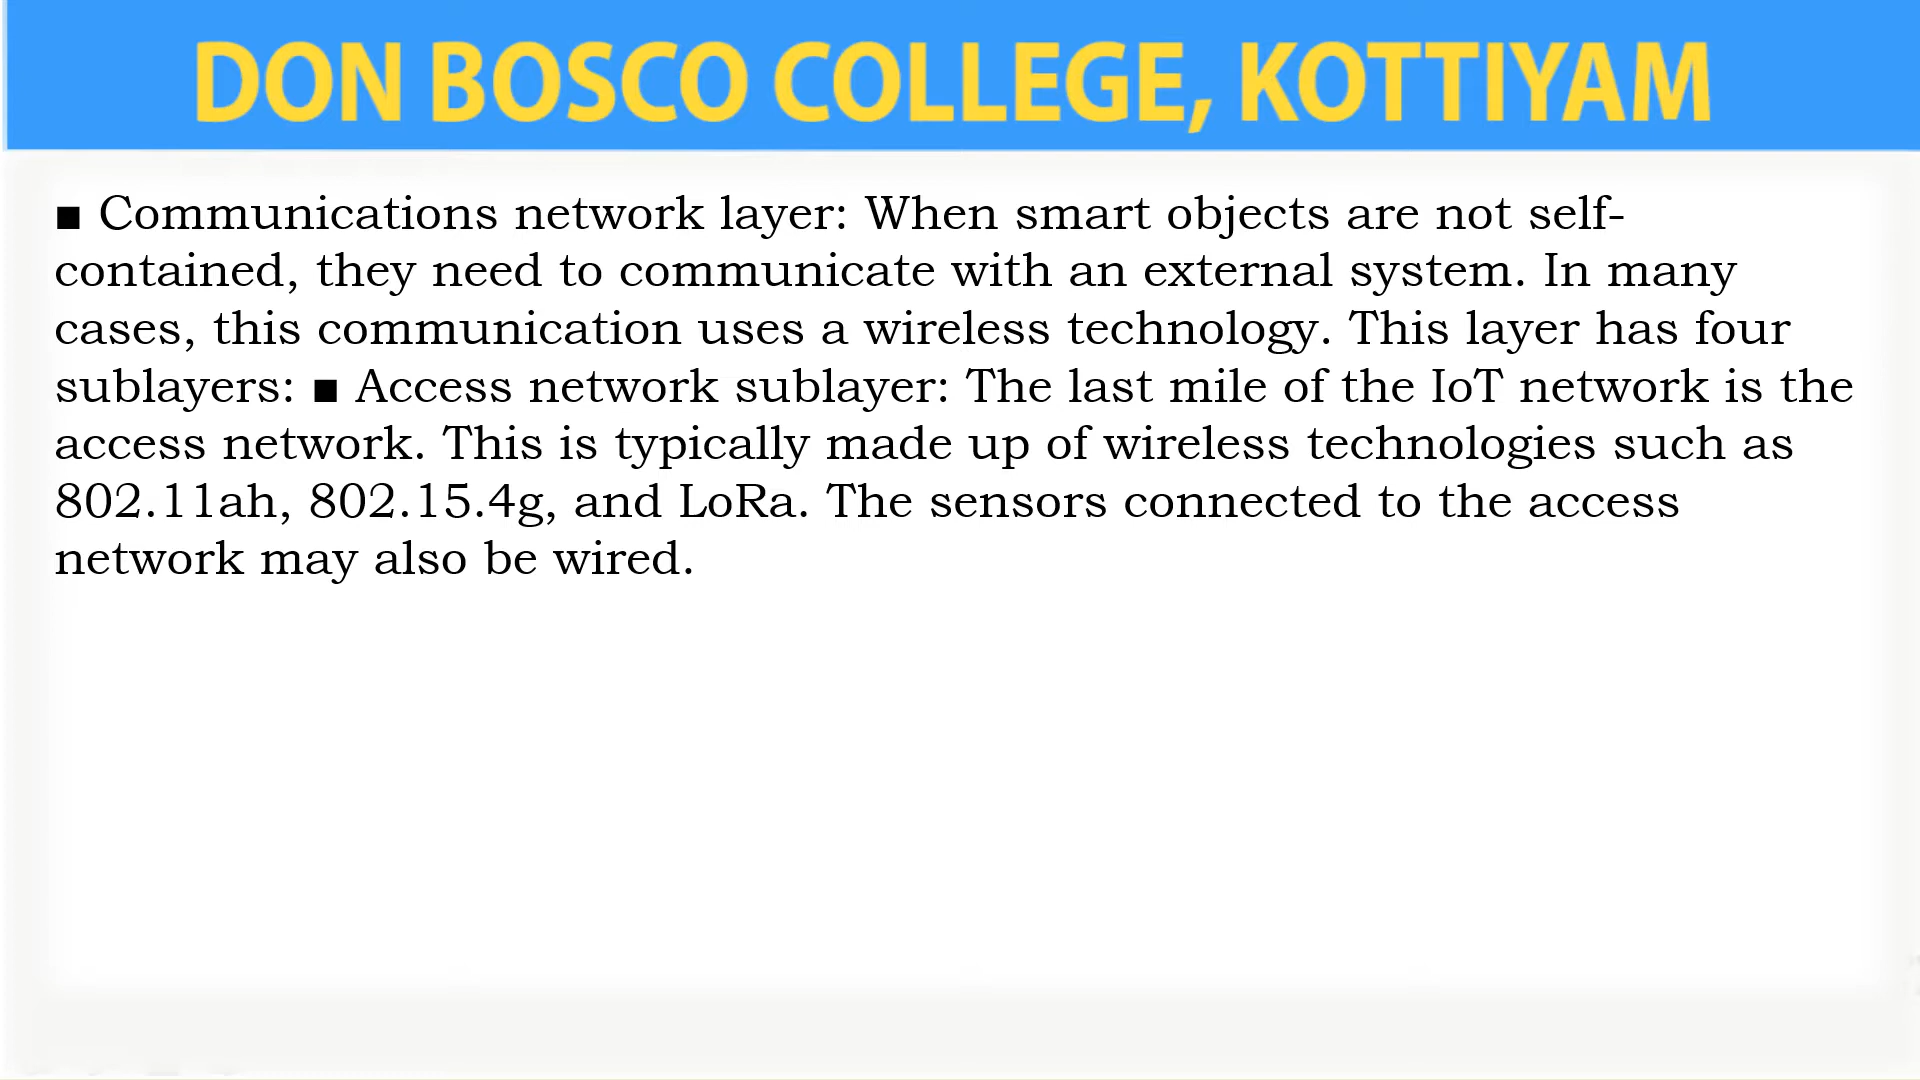 DON BOSCO COLLEGE, KOTTIYAM
▪ Communications network layer: When smart objects are not self-
contained, they need to communicate with an external system. In many
cases, this communication uses a wireless technology. This layer has four
sublayers: ▪ Access network sublayer: The last mile of the IoT network is the
access network. This is typically made up of wireless technologies such as
802.11ah, 802.15.4g, and LoRa. The sensors connected to the access
network may also be wired.